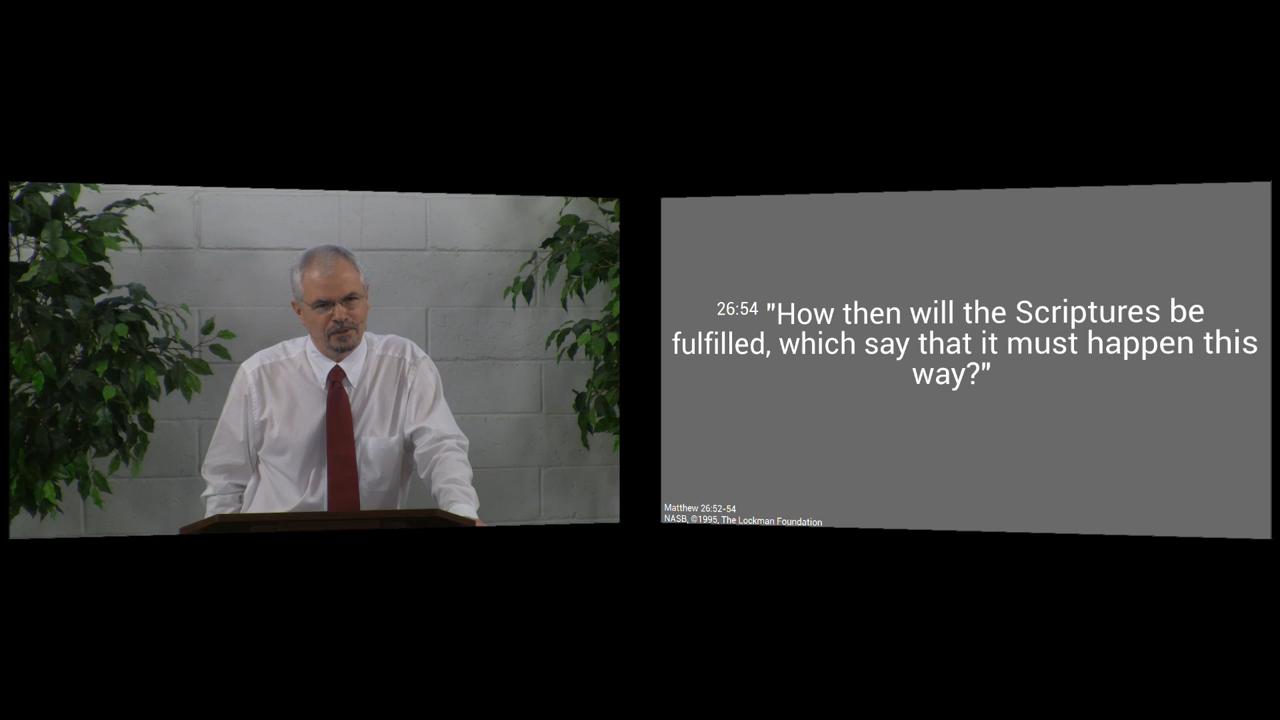 26:54 "How then will the Scriptures be
fulfilled, which say that it must happen this
way?"
Matthew 26:52-54
NASB, ©1995, The Lockman Foundation